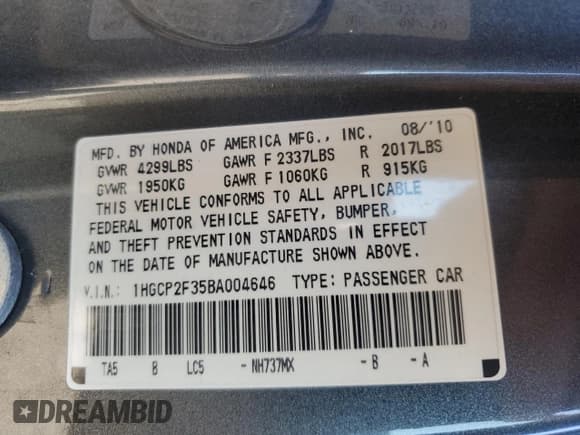 MFD. BY HONDA OF AMERICA MFG., INC. 08/'10
GVWR 4299LBS GAWR F 2337LBS R 2017LBS
GVWR 1950KG GAWR F 1060KG R 915KG
THIS VEHICLE CONFORMS TO ALL APPLICABLE
FEDERAL MOTOR VEHICLE SAFETY, BUMPER,
AND THEFT PREVENTION STANDARDS IN EFFECT
ON THE DATE OF MANUFACTURE SHOWN ABOVE.
V.I.N.: 1HGCP2F35BA004646 TYPE: PASSENGER CAR
TA5 B LC5 - NH737MX - B - A
DREAMBID